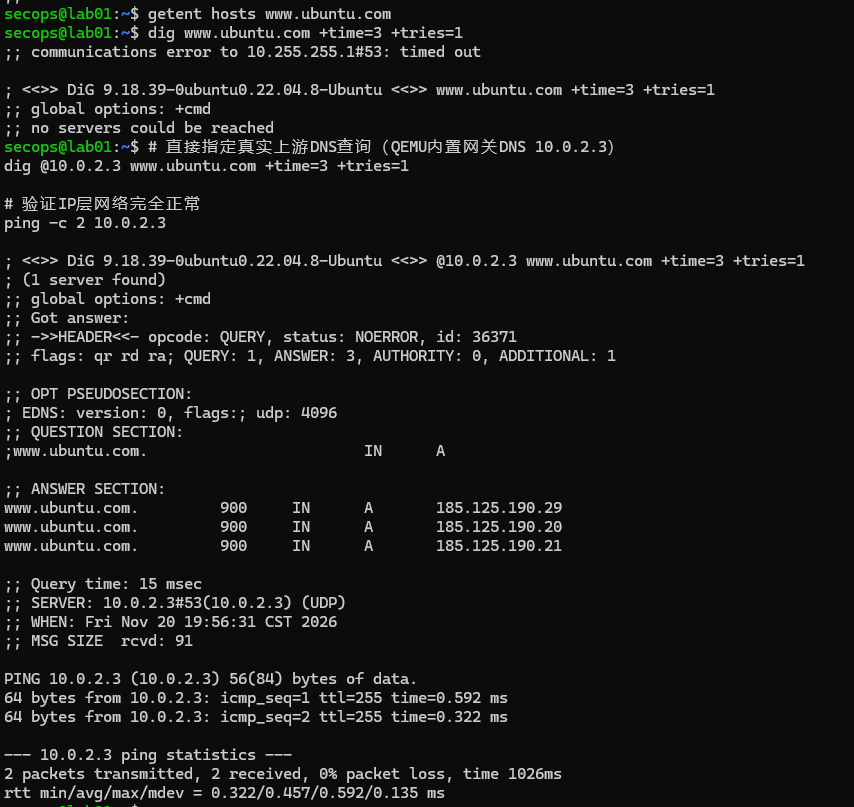 secops@lab01:~$ getent hosts www.ubuntu.com
secops@lab01:~$ dig www.ubuntu.com +time=3 +tries=1
;; communications error to 10.255.255.1#53: timed out

; <<>> DiG 9.18.39-0ubuntu0.22.04.8-Ubuntu <<>> www.ubuntu.com +time=3 +tries=1
;; global options: +cmd
;; no servers could be reached
secops@lab01:~$ # 直接指定真实上游DNS查询（QEMU内置网关DNS 10.0.2.3）
dig @10.0.2.3 www.ubuntu.com +time=3 +tries=1

# 验证IP层网络完全正常
ping -c 2 10.0.2.3

; <<>> DiG 9.18.39-0ubuntu0.22.04.8-Ubuntu <<>> @10.0.2.3 www.ubuntu.com +time=3 +tries=1
; (1 server found)
;; global options: +cmd
;; Got answer:
;; ->>HEADER<<- opcode: QUERY, status: NOERROR, id: 36371
;; flags: qr rd ra; QUERY: 1, ANSWER: 3, AUTHORITY: 0, ADDITIONAL: 1

;; OPT PSEUDOSECTION:
; EDNS: version: 0, flags:; udp: 4096
;; QUESTION SECTION:
;www.ubuntu.com. IN A

;; ANSWER SECTION:
www.ubuntu.com. 900 IN A 185.125.190.29
www.ubuntu.com. 900 IN A 185.125.190.20
www.ubuntu.com. 900 IN A 185.125.190.21

;; Query time: 15 msec
;; SERVER: 10.0.2.3#53(10.0.2.3) (UDP)
;; WHEN: Fri Nov 20 19:56:31 CST 2026
;; MSG SIZE  rcvd: 91

PING 10.0.2.3 (10.0.2.3) 56(84) bytes of data.
64 bytes from 10.0.2.3: icmp_seq=1 ttl=255 time=0.592 ms
64 bytes from 10.0.2.3: icmp_seq=2 ttl=255 time=0.322 ms

--- 10.0.2.3 ping statistics ---
2 packets transmitted, 2 received, 0% packet loss, time 1026ms
rtt min/avg/max/mdev = 0.322/0.457/0.592/0.135 ms